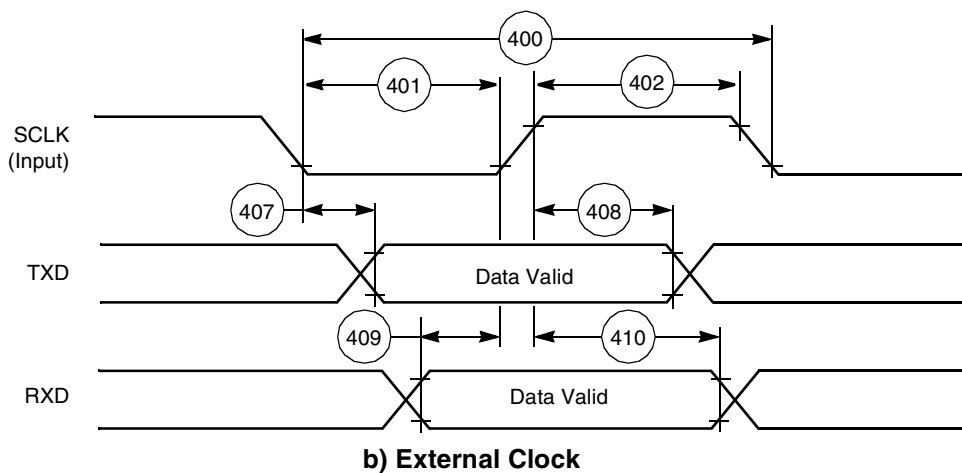 400
401
402
SCLK
(Input)
407
408
TXD
Data Valid
409
410
RXD
Data Valid
b) External Clock